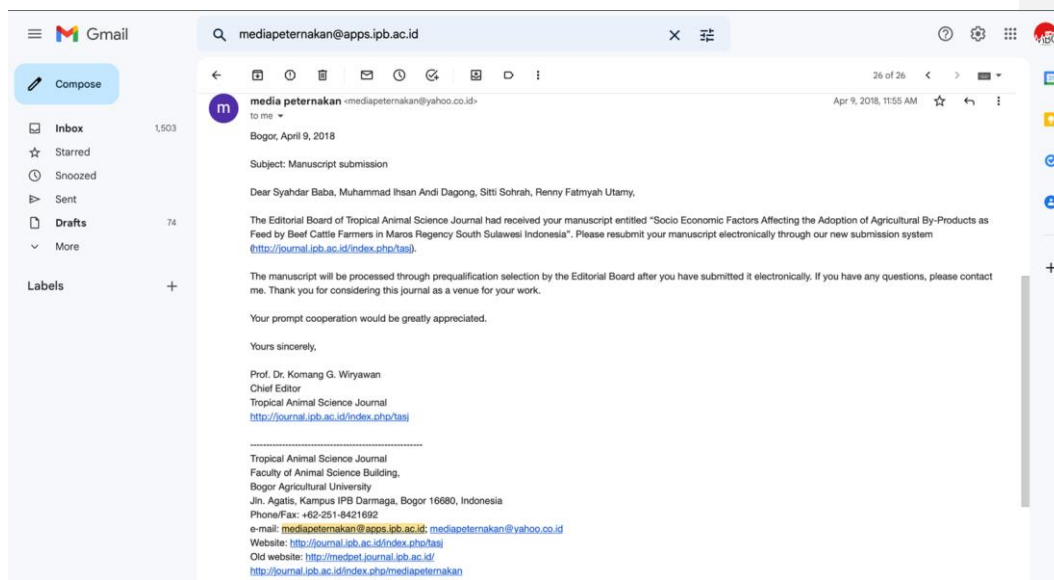 Gmail
mediapeternakan@apps.ipb.ac.id
Compose
26 of 26
Inbox 1,503
Starred
Snoozed
Sent
Drafts 74
More
Labels
m
media peternakan <mediapeternakan@yahoo.co.id>
Apr 9, 2018, 11:55 AM
to me
Bogor, April 9, 2018
Subject: Manuscript submission
Dear Syahdar Baba, Muhammad Ihsan Andi Dagong, Sitti Sohrah, Renny Fatmyah Utamy,
The Editorial Board of Tropical Animal Science Journal had received your manuscript entitled “Socio Economic Factors Affecting the Adoption of Agricultural By-Products as
Feed by Beef Cattle Farmers in Maros Regency South Sulawesi Indonesia". Please resubmit your manuscript electronically through our new submission system
(http://journal.ipb.ac.id/index.php/tasj).
The manuscript will be processed through prequalification selection by the Editorial Board after you have submitted it electronically. If you have any questions, please contact
me. Thank you for considering this journal as a venue for your work.
Your prompt cooperation would be greatly appreciated.
Yours sincerely,
Prof. Dr. Komang G. Wiryawan
Chief Editor
Tropical Animal Science Journal
http://journal.ipb.ac.id/index.php/tasj
------------------------------------------------------
Tropical Animal Science Journal
Faculty of Animal Science Building,
Bogor Agricultural University
Jln. Agatis, Kampus IPB Darmaga, Bogor 16680, Indonesia
Phone/Fax: +62-251-8421692
e-mail: mediapeternakan@apps.ipb.ac.id; mediapeternakan@yahoo.co.id
Website: http://journal.ipb.ac.id/index.php/tasj
Old website: http://medpet.journal.ipb.ac.id/
http://journal.ipb.ac.id/index.php/mediapeternakan